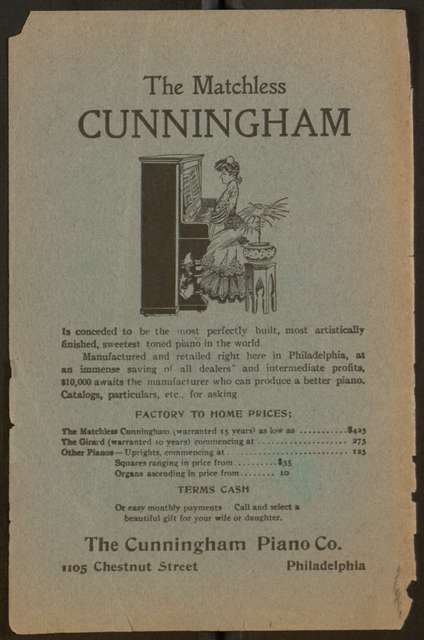 The Matchless
CUNNINGHAM
Is conceded to be the most perfectly built, most artistically
finished, sweetest toned piano in the world
Manufactured and retailed right here in Philadelphia, at
an immense saving of all dealers' and intermediate profits,
$10,000 awaits the manufacturer who can produce a better piano.
Catalogs, particulars, etc., for asking
FACTORY TO HOME PRICES;
The Matchless Cunningham (warranted 15 years) as low as ..........$425
The Girard (warranted 10 years) commencing at .................... 275
Other Pianos—Uprights, commencing at ........................... 125
Squares ranging in price from .........$35
Organs ascending in price from....... 10
TERMS CASH
Or easy monthly payments Call and select a
beautiful gift for your wife or daughter.
The Cunningham Piano Co.
1105 Chestnut Street Philadelphia